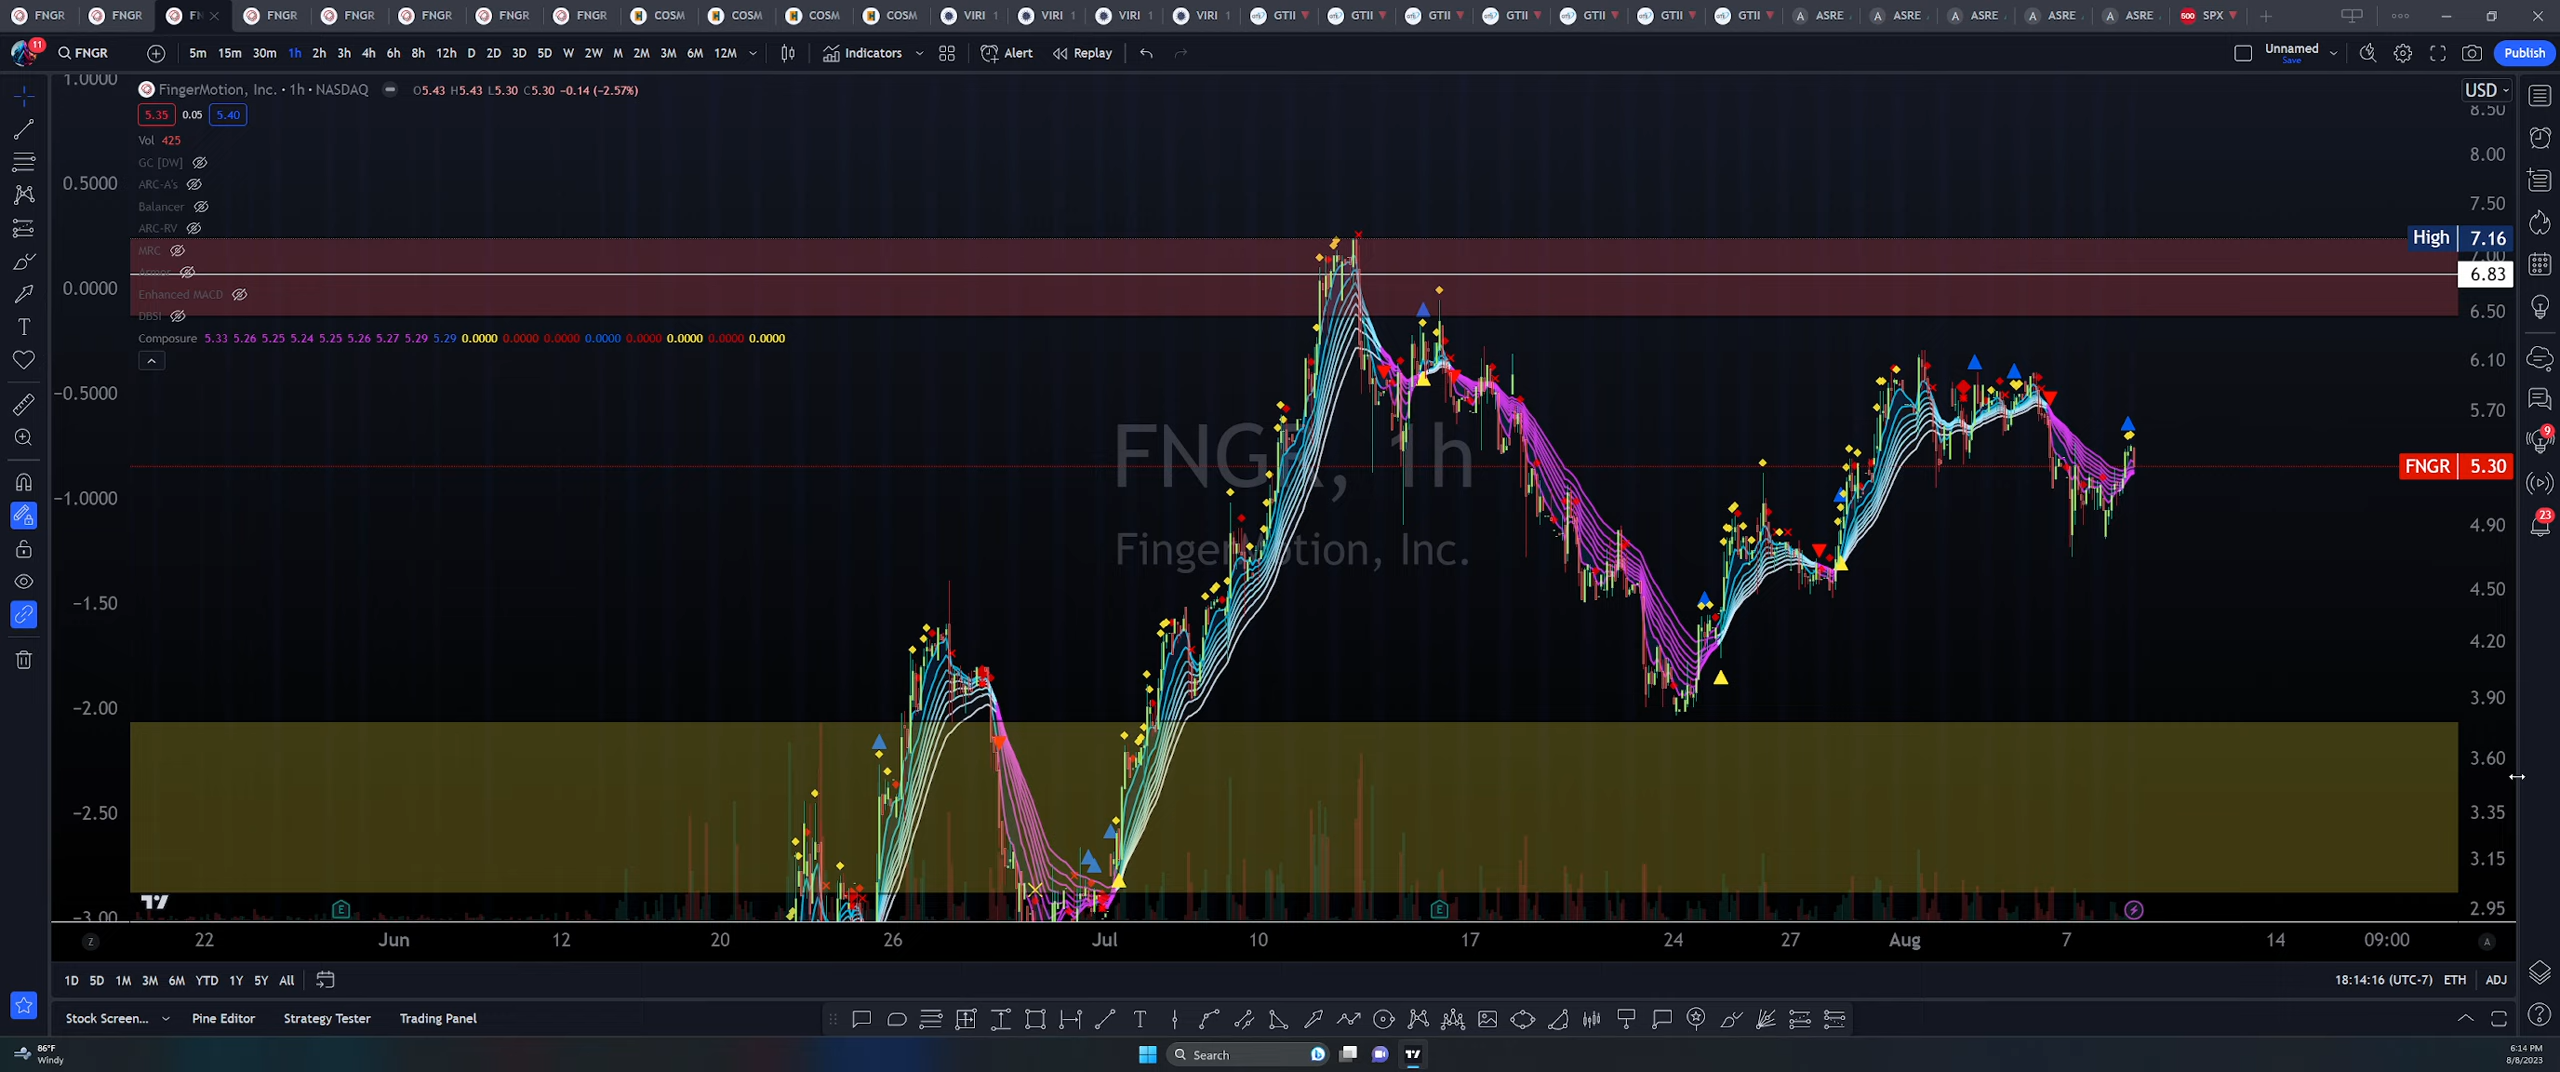 FNGR FNGR FN FNGR FNGR FNGR FNGR FNGR COSM COSM COSM COSM VIRI 1 VIRI 1 VIRI 1 VIRI 1 GTII GTII GTII GTII GTII GTII GTII ASRE ASRE ASRE ASRE ASRE 500 SPX
11 FNGR 5m 15m 30m 1h 2h 3h 4h 6h 8h 12h D 2D 3D 5D W 2W M 2M 3M 6M 12M Indicators Alert Replay Unnamed Save Publish
FingerMotion, Inc. · 1h · NASDAQ O5.43 H5.43 L5.30 C5.30 −0.14 (−2.57%)
USD
5.35 0.05 5.40
Vol 425
GC [DW]
ARC-A's
Balancer
ARC-RV
MRC
Armor
Enhanced MACD
DBSI
Composure 5.33 5.26 5.25 5.24 5.25 5.26 5.27 5.29 5.29 0.0000 0.0000 0.0000 0.0000 0.0000 0.0000 0.0000 0.0000
1.0000
0.5000
0.0000
−0.5000
−1.0000
−1.50
−2.00
−2.50
−3.00
FNGR, 1h
FingerMotion, Inc.
8.50
8.00
7.50
High 7.16
7.00
6.83
6.50
6.10
5.70
FNGR 5.30
4.90
4.50
4.20
3.90
3.60
3.35
3.15
2.95
9
23
E E
Z 22 Jun 12 20 26 Jul 10 17 24 27 Aug 7 14 09:00 A
1D 5D 1M 3M 6M YTD 1Y 5Y All 18:14:16 (UTC-7) ETH ADJ
Stock Screen... Pine Editor Strategy Tester Trading Panel
86°F
Windy
Search
6:14 PM
8/8/2023